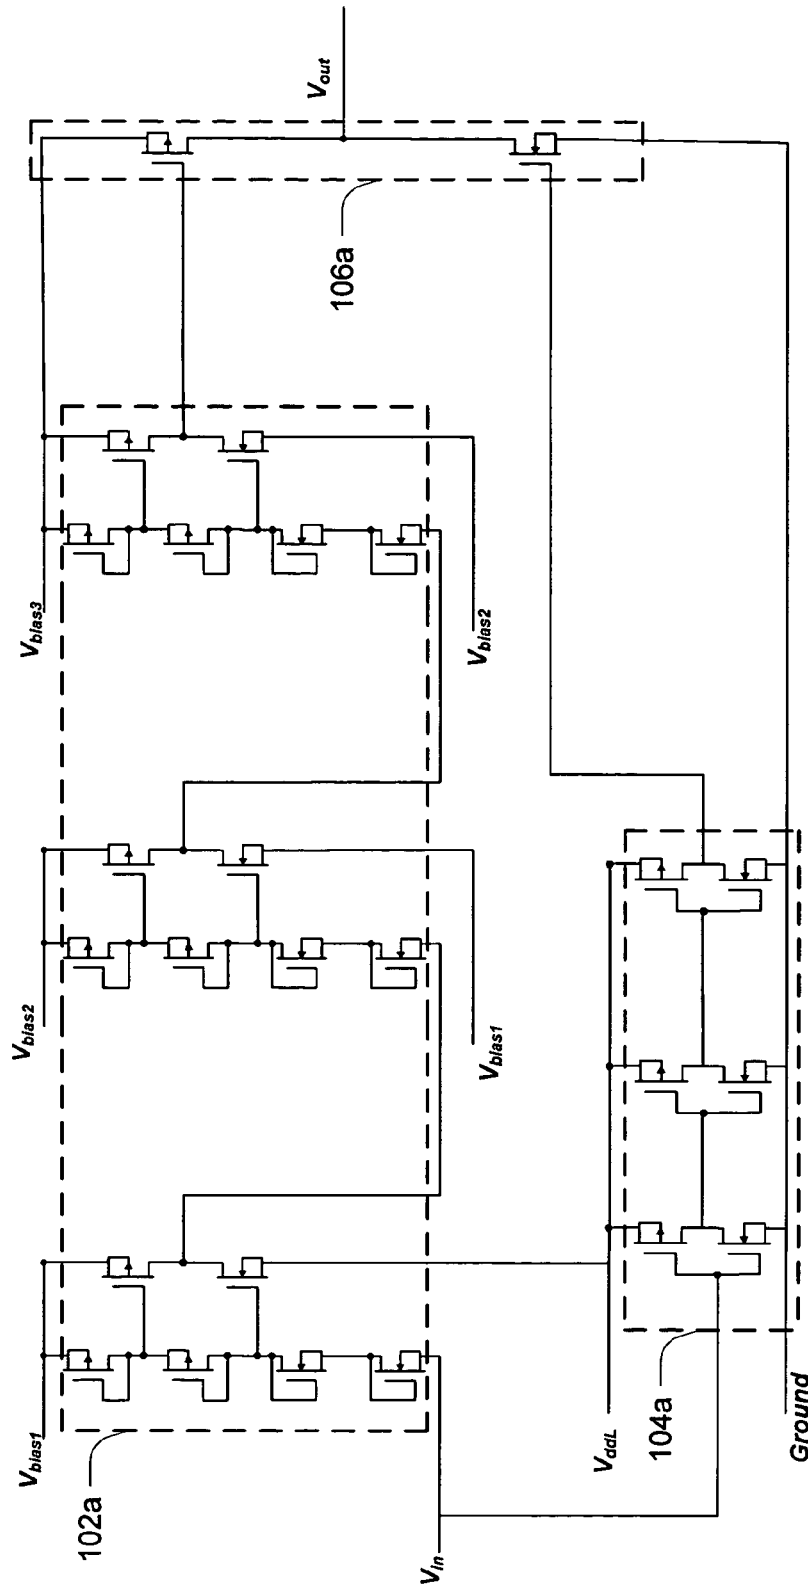 V_out
106a
V_bias3
V_bias2
V_bias2
V_bias1
V_bias1
102a
V_in
V_ddL
104a
Ground